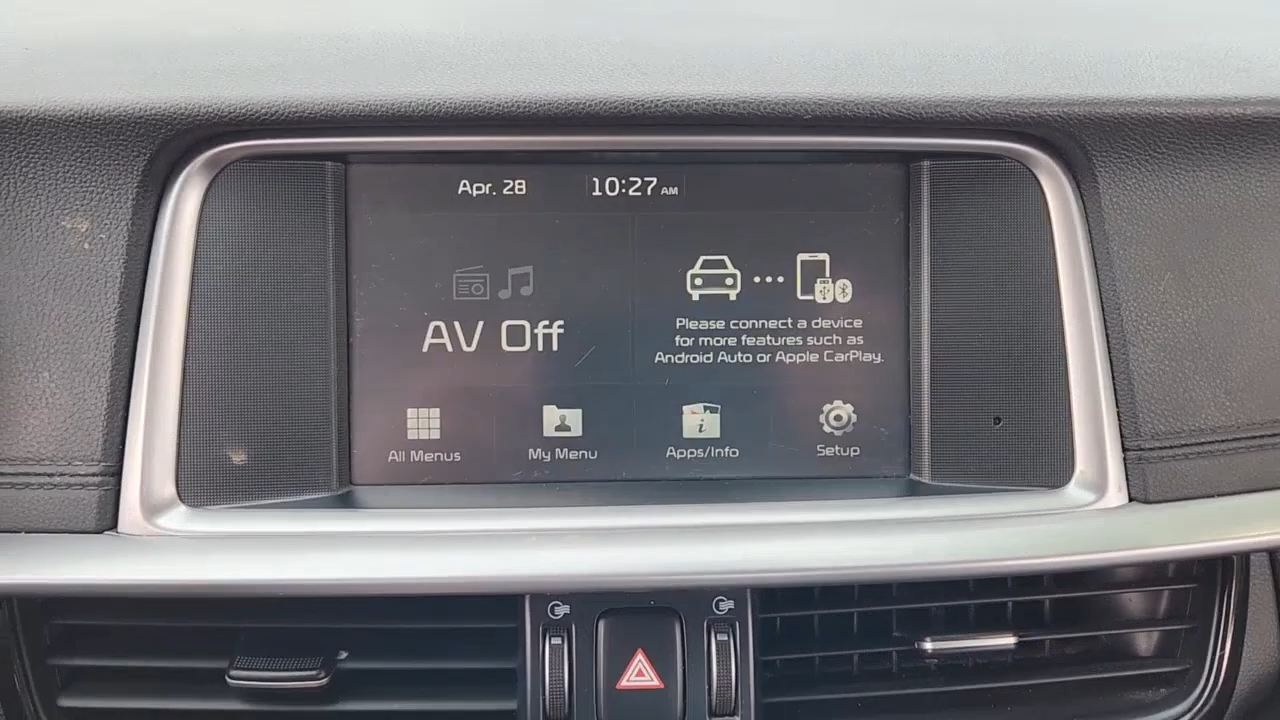 Apr. 28 10:27 AM
AV Off
Please connect a device
for more features such as
Android Auto or Apple CarPlay.
All Menus My Menu Apps/Info Setup